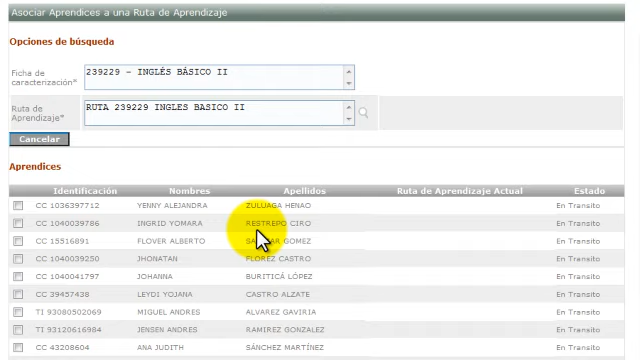 Asociar Aprendices a una Ruta de Aprendizaje
Opciones de búsqueda
Ficha de caracterización*
239229 - INGLÉS BÁSICO II
Ruta de Aprendizaje*
RUTA 239229 INGLES BASICO II
Cancelar
Aprendices
Identificación Nombres Apellidos Ruta de Aprendizaje Actual Estado
CC 1036397712 YENNY ALEJANDRA ZULUAGA HENAO En Transito
CC 1040039786 INGRID YOMARA RESTREPO CIRO En Transito
CC 15516891 FLOVER ALBERTO GOMEZ En Transito
CC 1040039250 JHONATAN FLOREZ CASTRO En Transito
CC 1040041797 JOHANNA BURITICÁ LÓPEZ En Transito
CC 39457438 LEYDI YOJANA CASTRO ALZATE En Transito
TI 93080502069 MIGUEL ANDRES ALVAREZ GAVIRIA En Transito
TI 93120616984 JENSEN ANDRES RAMIREZ GONZALEZ En Transito
CC 43208604 ANA JUDITH SÁNCHEZ MARTÍNEZ En Transito